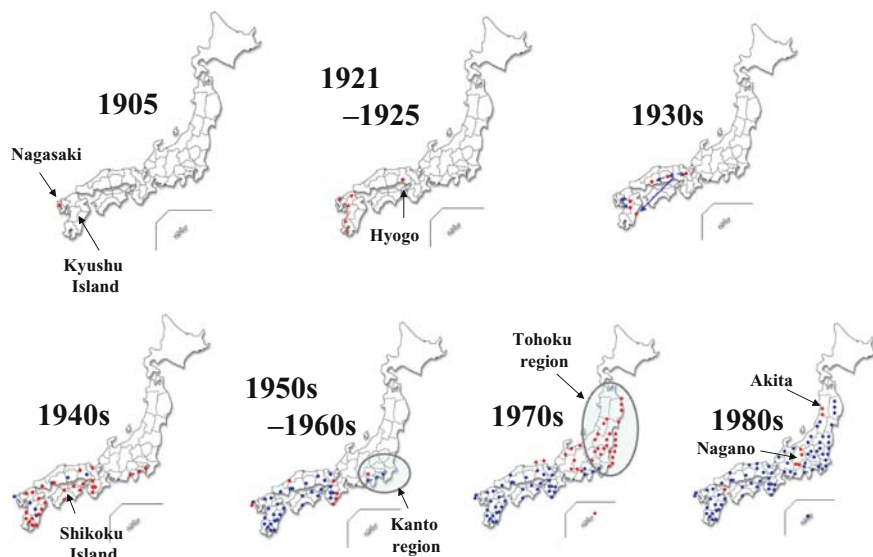 1905
Nagasaki
Kyushu
Island
1921
–1925
Hyogo
1930s
1940s
Shikoku
Island
1950s
–1960s
Kanto
region
Tohoku
region
1970s
Akita
1980s
Nagano